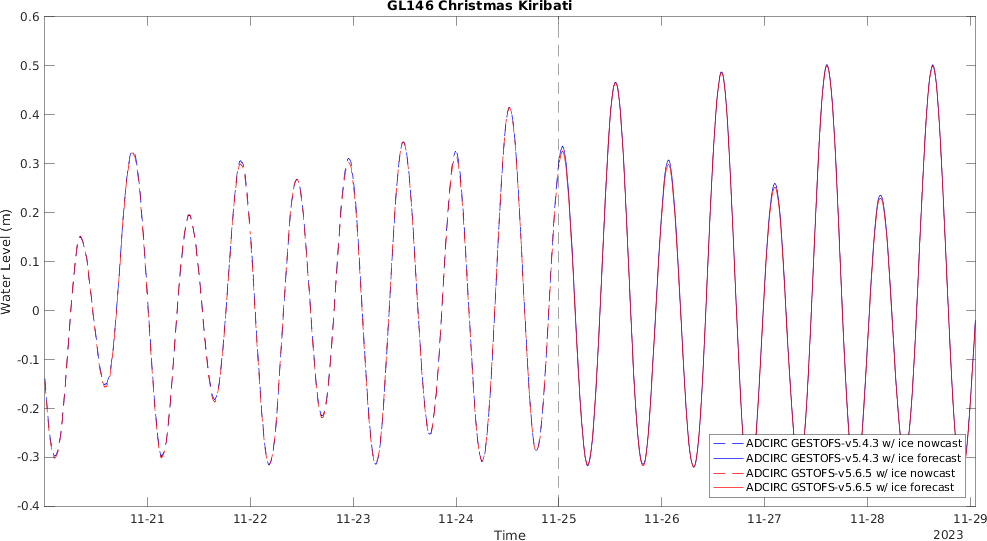 GL146 Christmas Kiribati
0.6
0.5
0.4
0.3
0.2
0.1
0
-0.1
-0.2
-0.3
-0.4
Water Level (m)
ADCIRC GESTOFS-v5.4.3 w/ ice nowcast
ADCIRC GESTOFS-v5.4.3 w/ ice forecast
ADCIRC GSTOFS-v5.6.5 w/ ice nowcast
ADCIRC GSTOFS-v5.6.5 w/ ice forecast
11-21 11-22 11-23 11-24 11-25 11-26 11-27 11-28 11-29
Time
2023